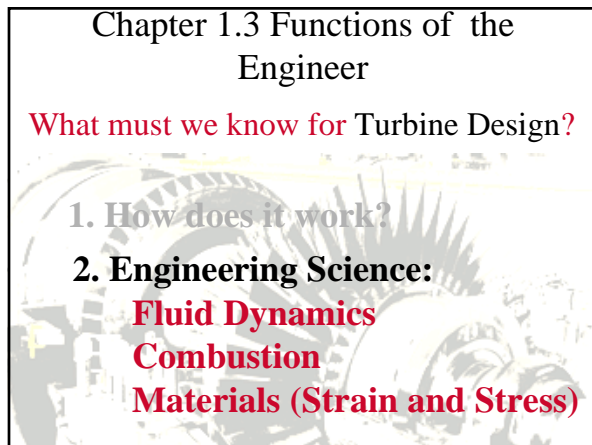 Chapter 1.3 Functions of the
Engineer
What must we know for Turbine Design?
1. How does it work?
2. Engineering Science:
Fluid Dynamics
Combustion
Materials (Strain and Stress)